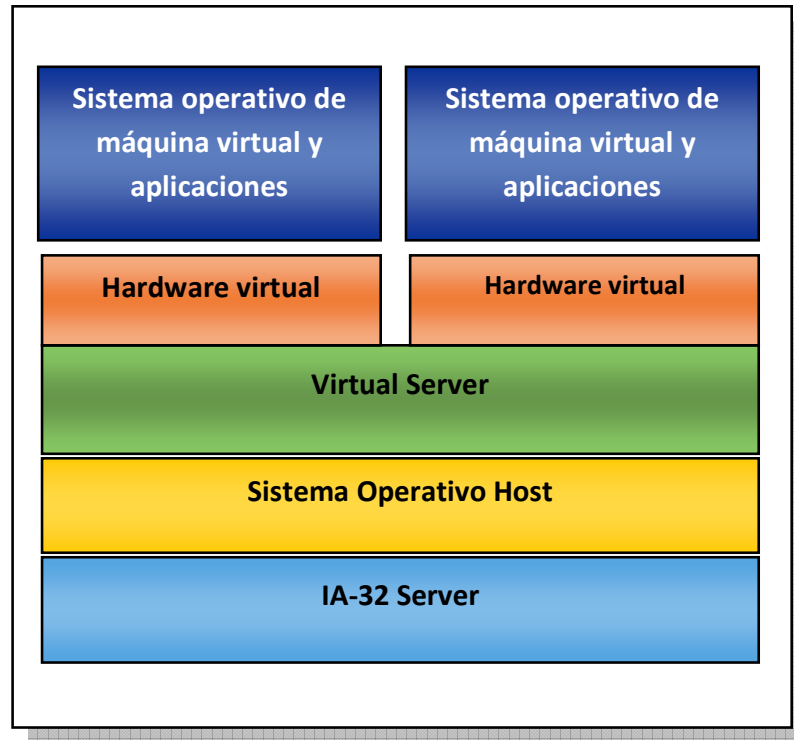 Sistema operativo de
máquina virtual y
aplicaciones
Sistema operativo de
máquina virtual y
aplicaciones
Hardware virtual
Hardware virtual
Virtual Server
Sistema Operativo Host
IA-32 Server